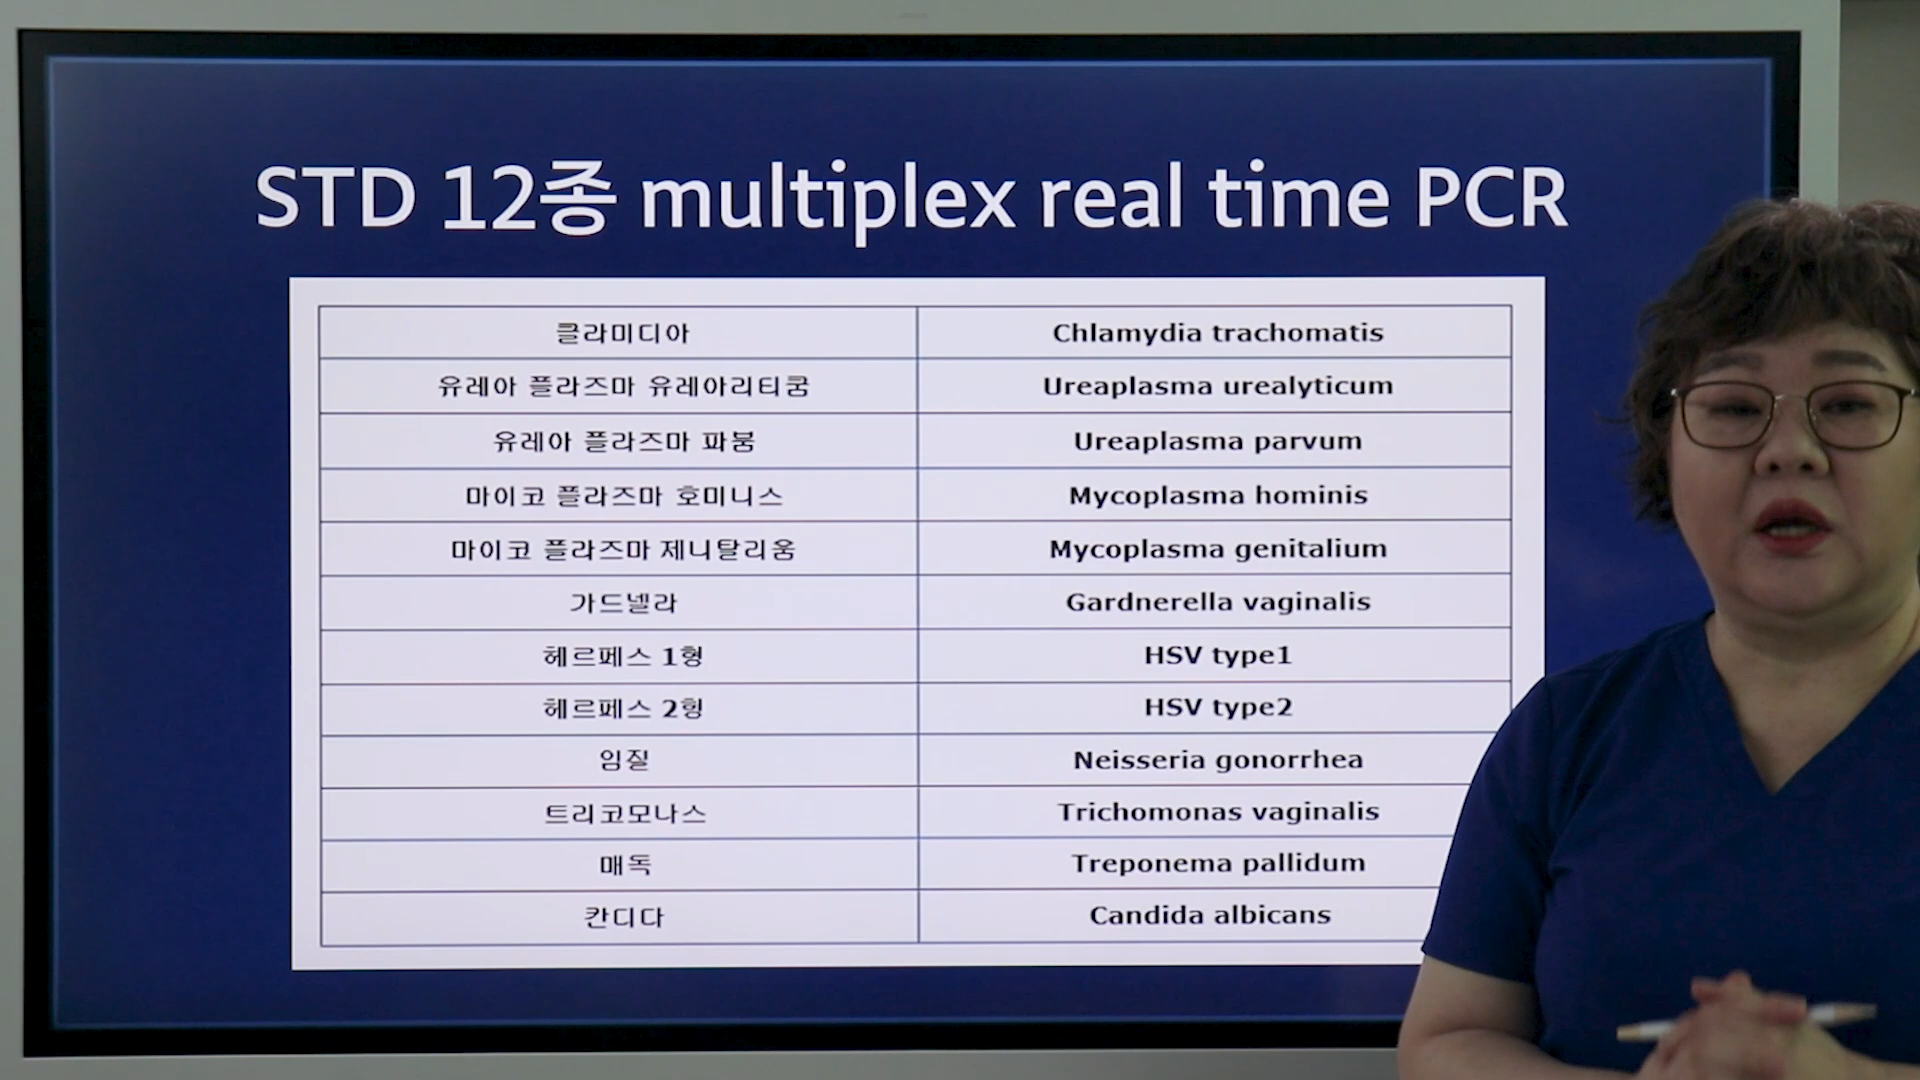 STD 12종 multiplex real time PCR
클라미디아 Chlamydia trachomatis
유레아 플라즈마 유레아리티쿰 Ureaplasma urealyticum
유레아 플라즈마 파붐 Ureaplasma parvum
마이코 플라즈마 호미니스 Mycoplasma hominis
마이코 플라즈마 제니탈리움 Mycoplasma genitalium
가드넬라 Gardnerella vaginalis
헤르페스 1형 HSV type1
헤르페스 2형 HSV type2
임질 Neisseria gonorrhea
트리코모나스 Trichomonas vaginalis
매독 Treponema pallidum
칸디다 Candida albicans